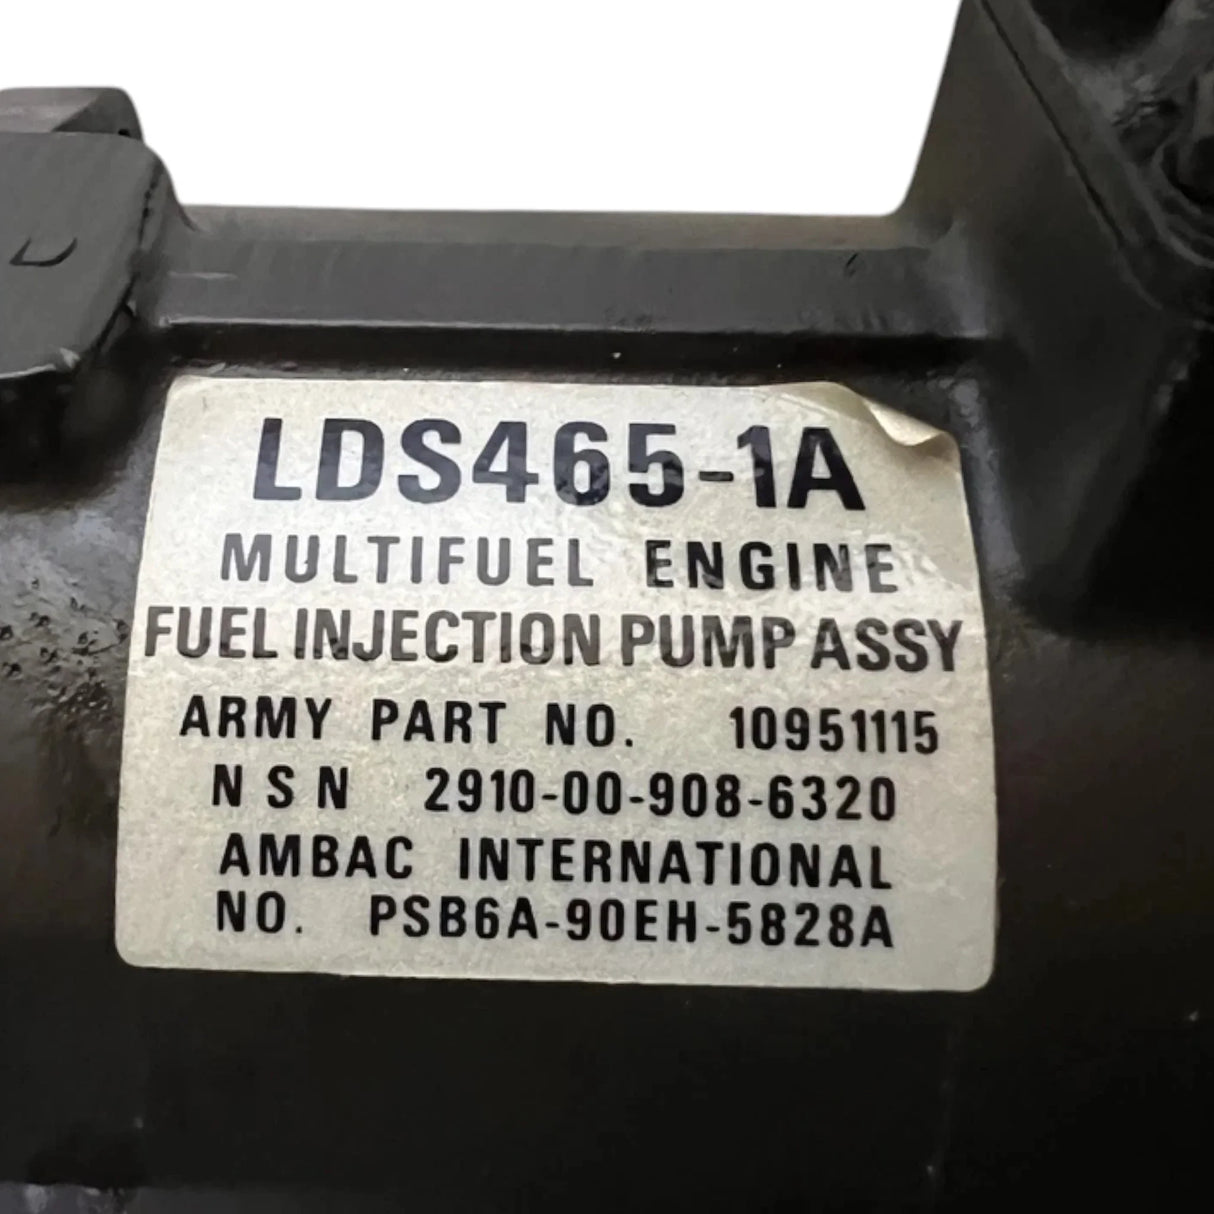 LDS465-1A
MULTIFUEL ENGINE
FUEL INJECTION PUMP ASSY
ARMY PART NO. 10951115
NSN 2910-00-908-6320
AMBAC INTERNATIONAL
NO. PSB6A-90EH-5828A